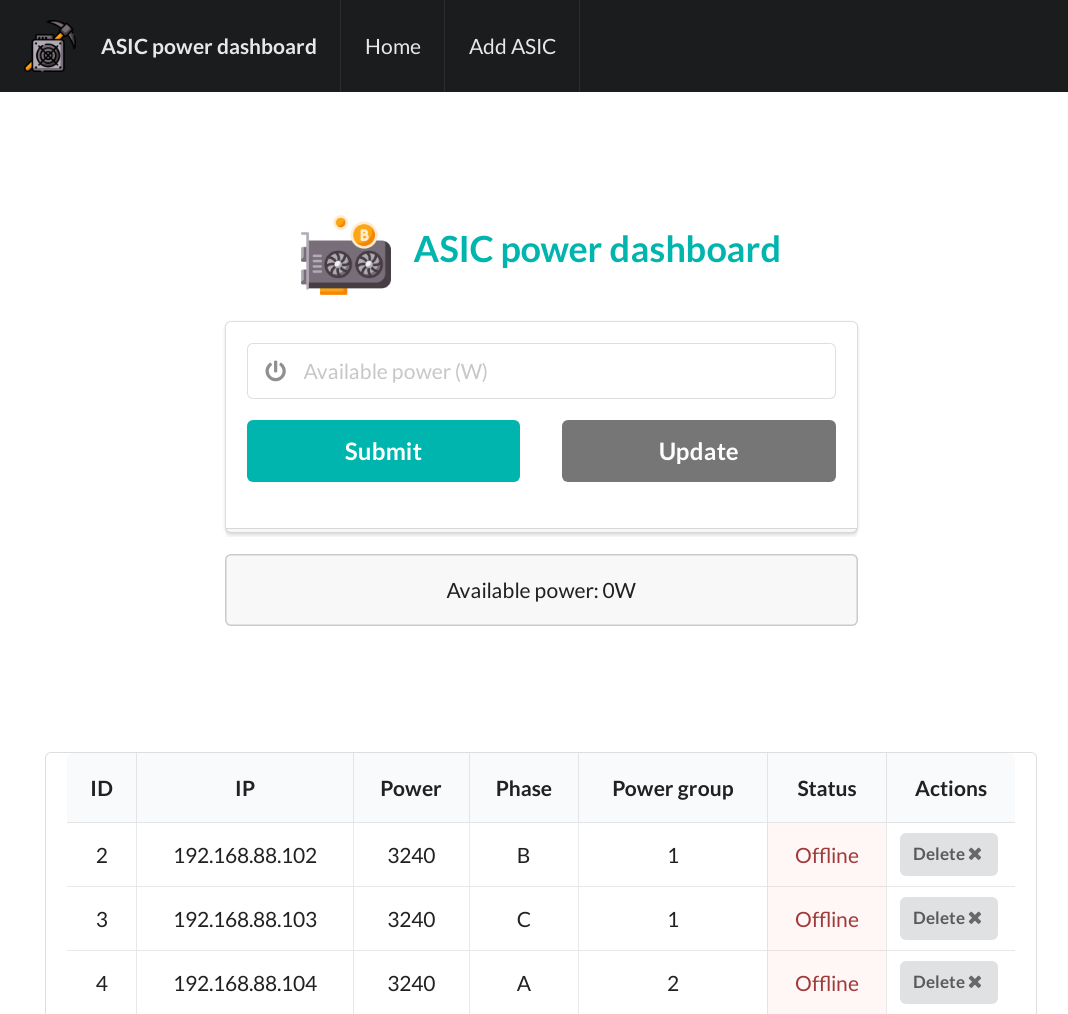 ASIC power dashboard Home Add ASIC
ASIC power dashboard
Available power (W)
Submit Update
Available power: 0W
ID IP Power Phase Power group Status Actions
2 192.168.88.102 3240 B 1 Offline Delete ✖
3 192.168.88.103 3240 C 1 Offline Delete ✖
4 192.168.88.104 3240 A 2 Offline Delete ✖